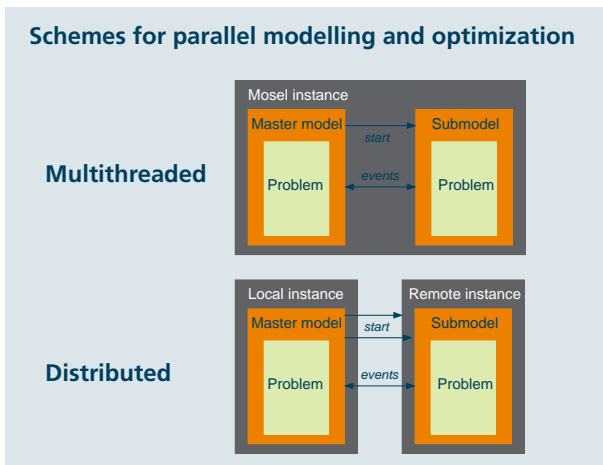 Schemes for parallel modelling and optimization
Mosel instance
Master model
Submodel
start
Multithreaded
Problem
events
Problem
Local instance
Remote instance
Master model
Submodel
start
Distributed
Problem
events
Problem